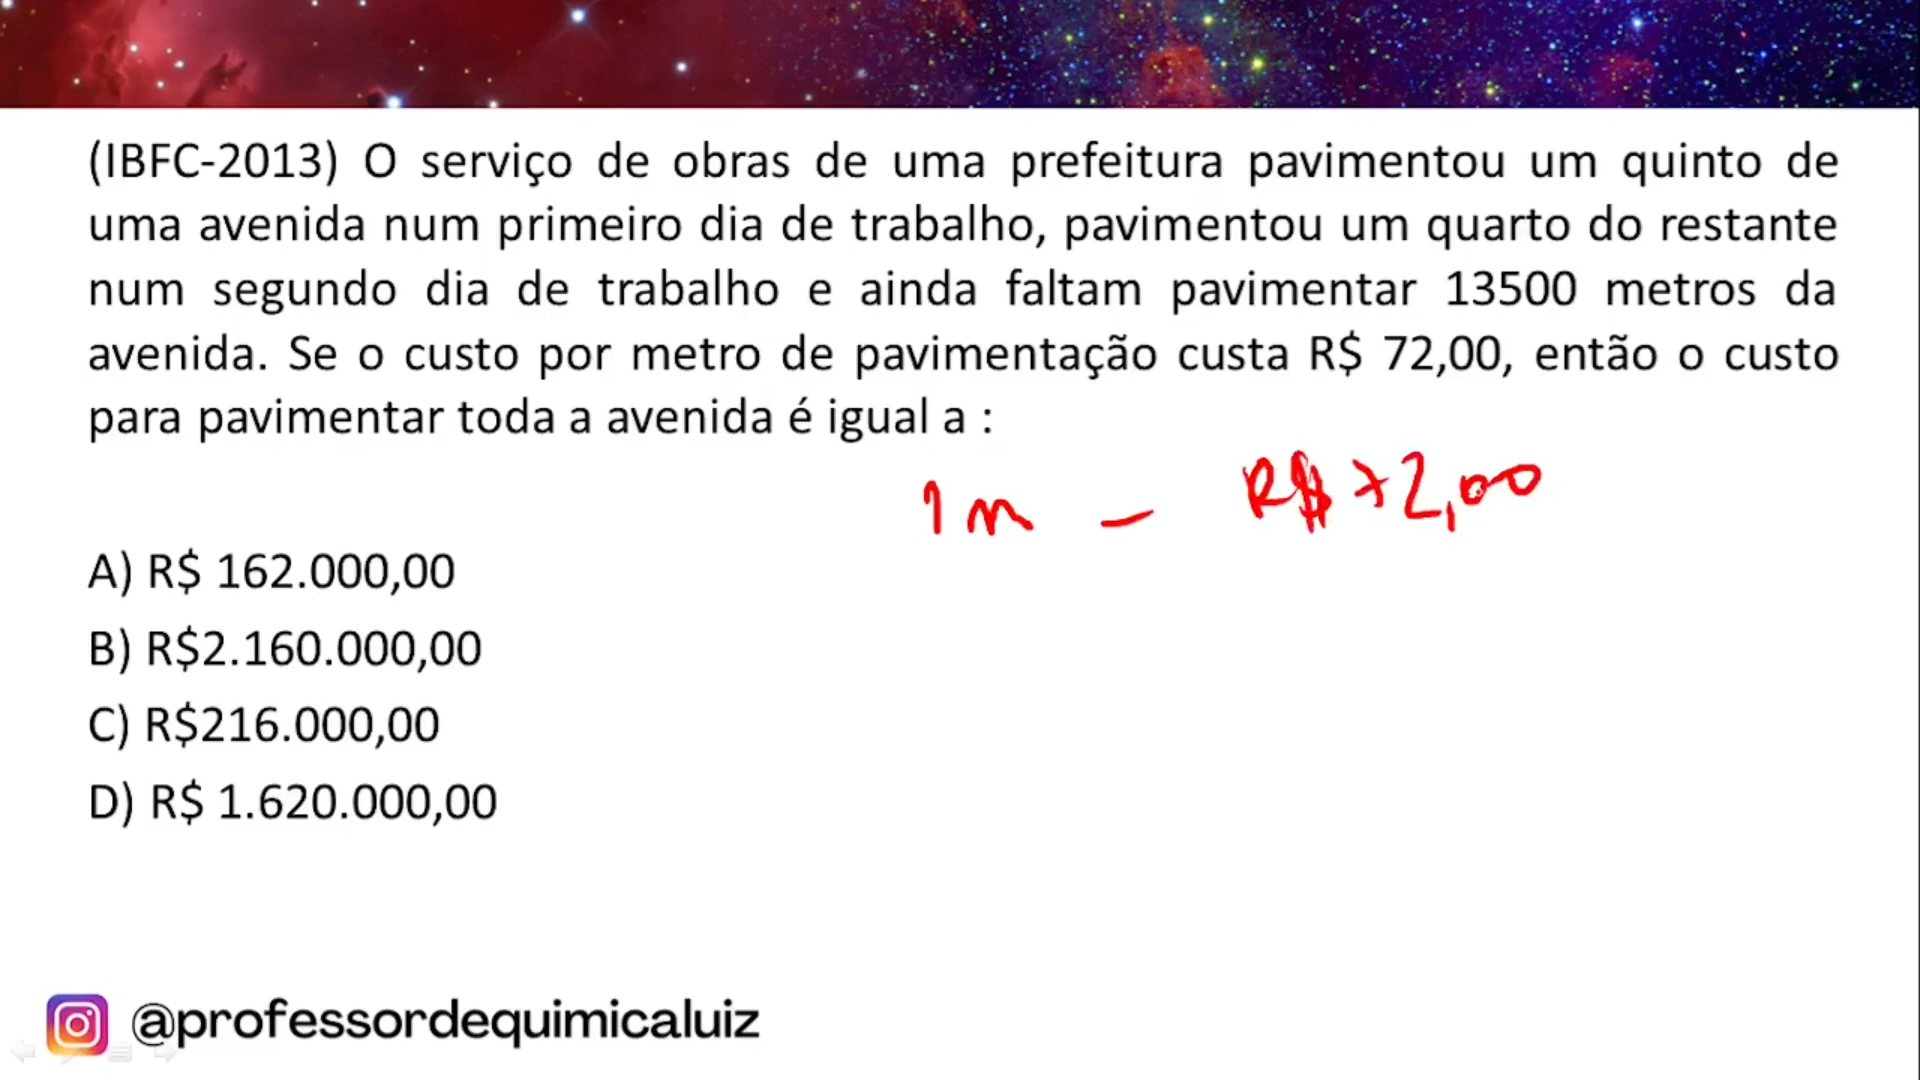 (IBFC-2013) O serviço de obras de uma prefeitura pavimentou um quinto de
uma avenida num primeiro dia de trabalho, pavimentou um quarto do restante
num segundo dia de trabalho e ainda faltam pavimentar 13500 metros da
avenida. Se o custo por metro de pavimentação custa R$ 72,00, então o custo
para pavimentar toda a avenida é igual a :
1 m - R$ 72,00
A) R$ 162.000,00
B) R$2.160.000,00
C) R$216.000,00
D) R$ 1.620.000,00
@professordequimicaluiz